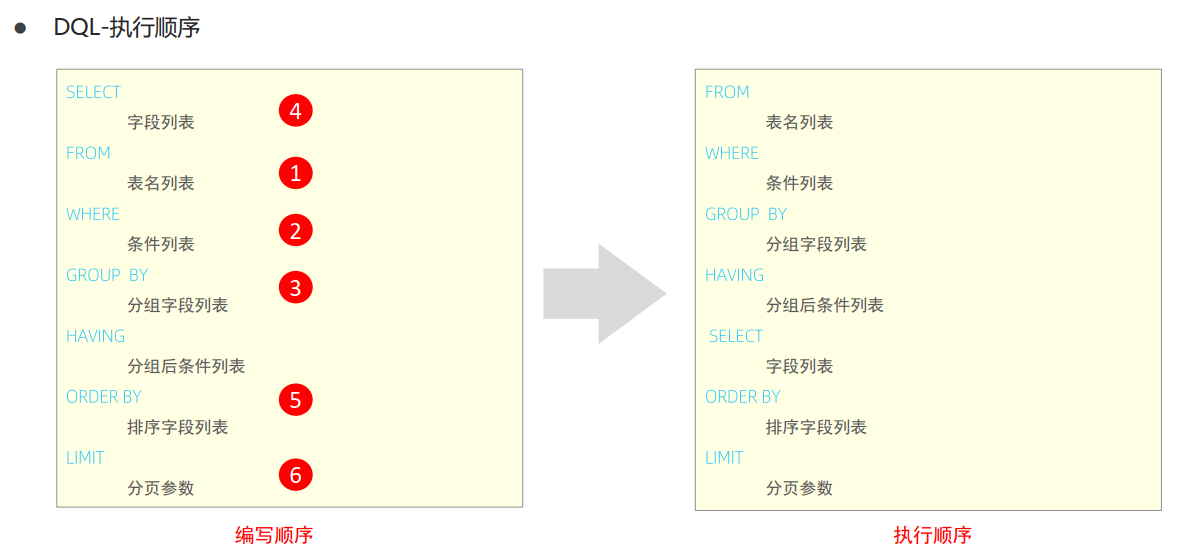 ● DQL-执行顺序
SELECT
字段列表
4
FROM
表名列表
1
WHERE
条件列表
2
GROUP BY
分组字段列表
3
HAVING
分组后条件列表
ORDER BY
排序字段列表
5
LIMIT
分页参数
6
编写顺序
FROM
表名列表
WHERE
条件列表
GROUP BY
分组字段列表
HAVING
分组后条件列表
SELECT
字段列表
ORDER BY
排序字段列表
LIMIT
分页参数
执行顺序